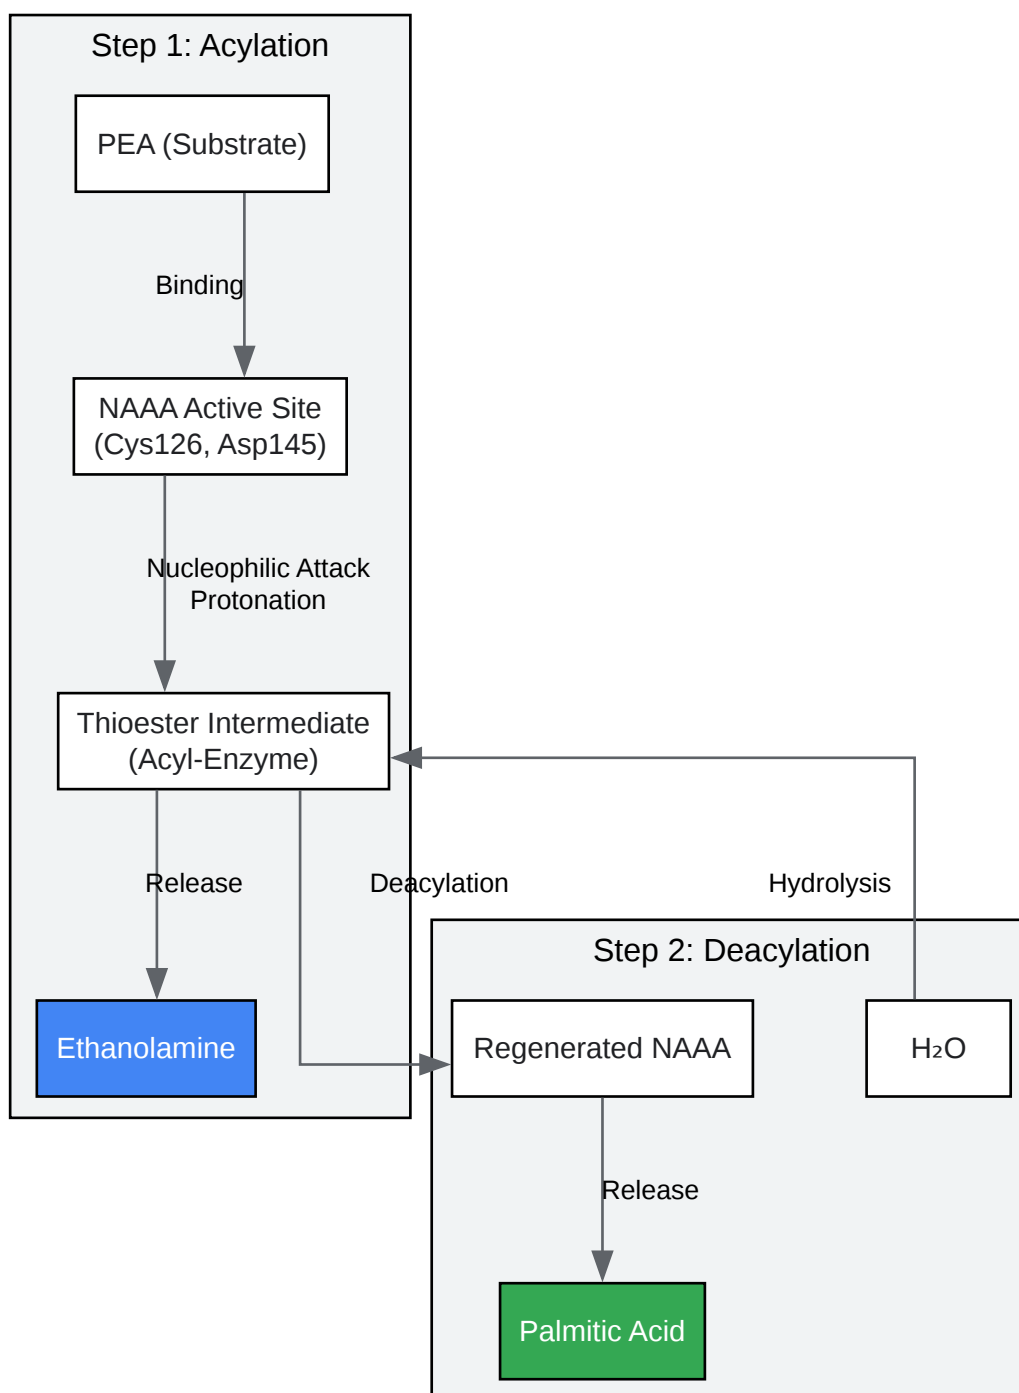 Step 1: Acylation
PEA (Substrate)
Binding
NAAA Active Site
(Cys126, Asp145)
Nucleophilic Attack
Protonation
Thioester Intermediate
(Acyl-Enzyme)
Release
Deacylation
Hydrolysis
Ethanolamine
Step 2: Deacylation
Regenerated NAAA
H₂O
Release
Palmitic Acid